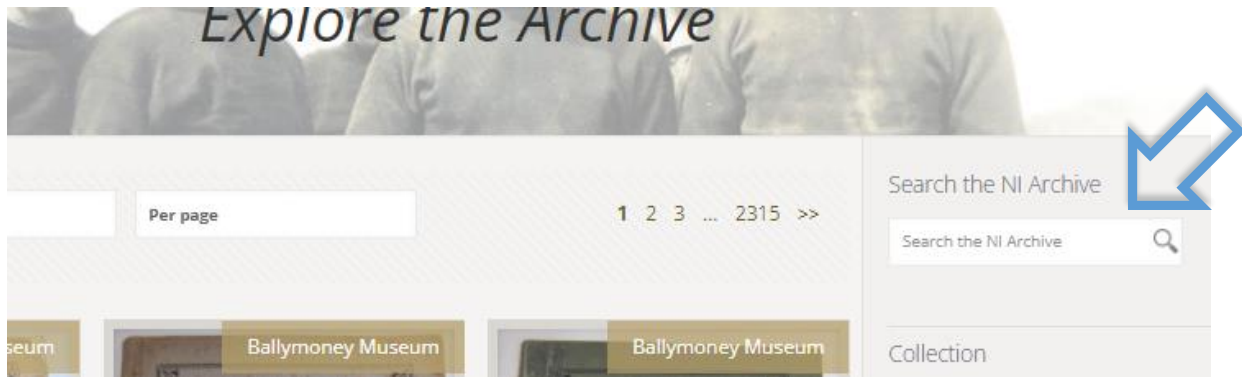 Explore the Archive
Search the NI Archive
Per page
1 2 3 ... 2315 >>
Search the NI Archive
Ballymoney Museum
Ballymoney Museum
Collection